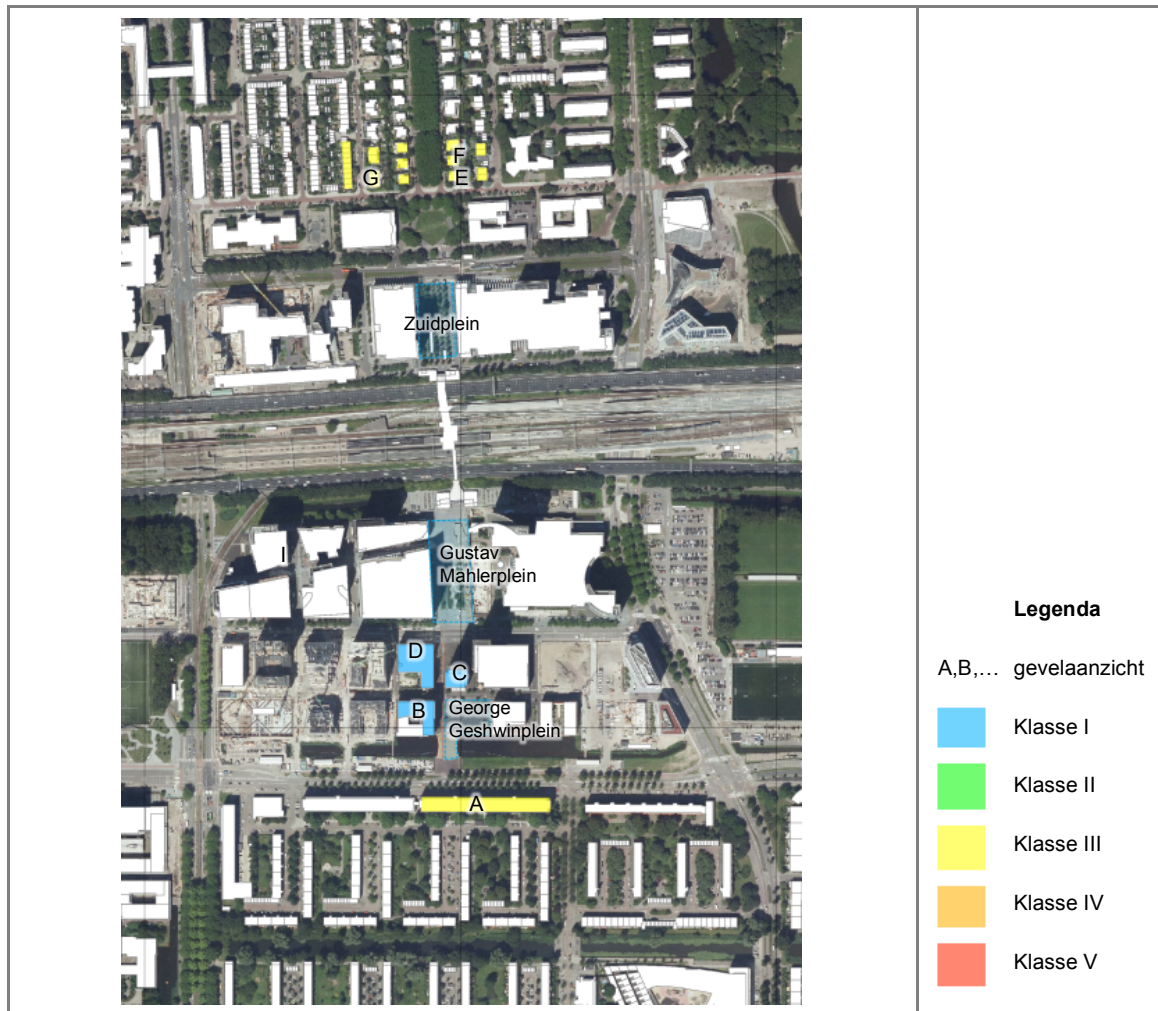 F
G
E
Zuidplein
I
Gustav
Mahlerplein
D
C
B
George
Geshwinplein
A
Legenda
A,B,… gevelaanzicht
Klasse I
Klasse II
Klasse III
Klasse IV
Klasse V